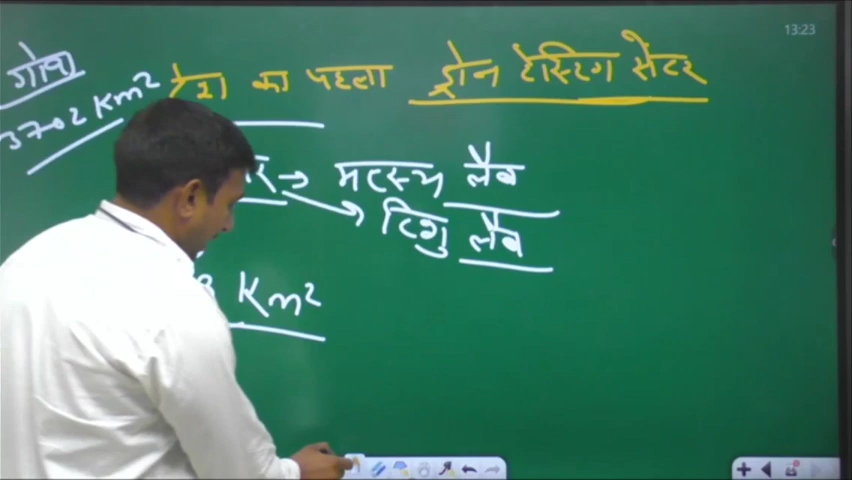 13:23
गोवा
3702 Km²
देश का पहला ड्रोन टेस्टिंग सेंटर
→ मत्स्य लैब
टिशु लैब
Km²